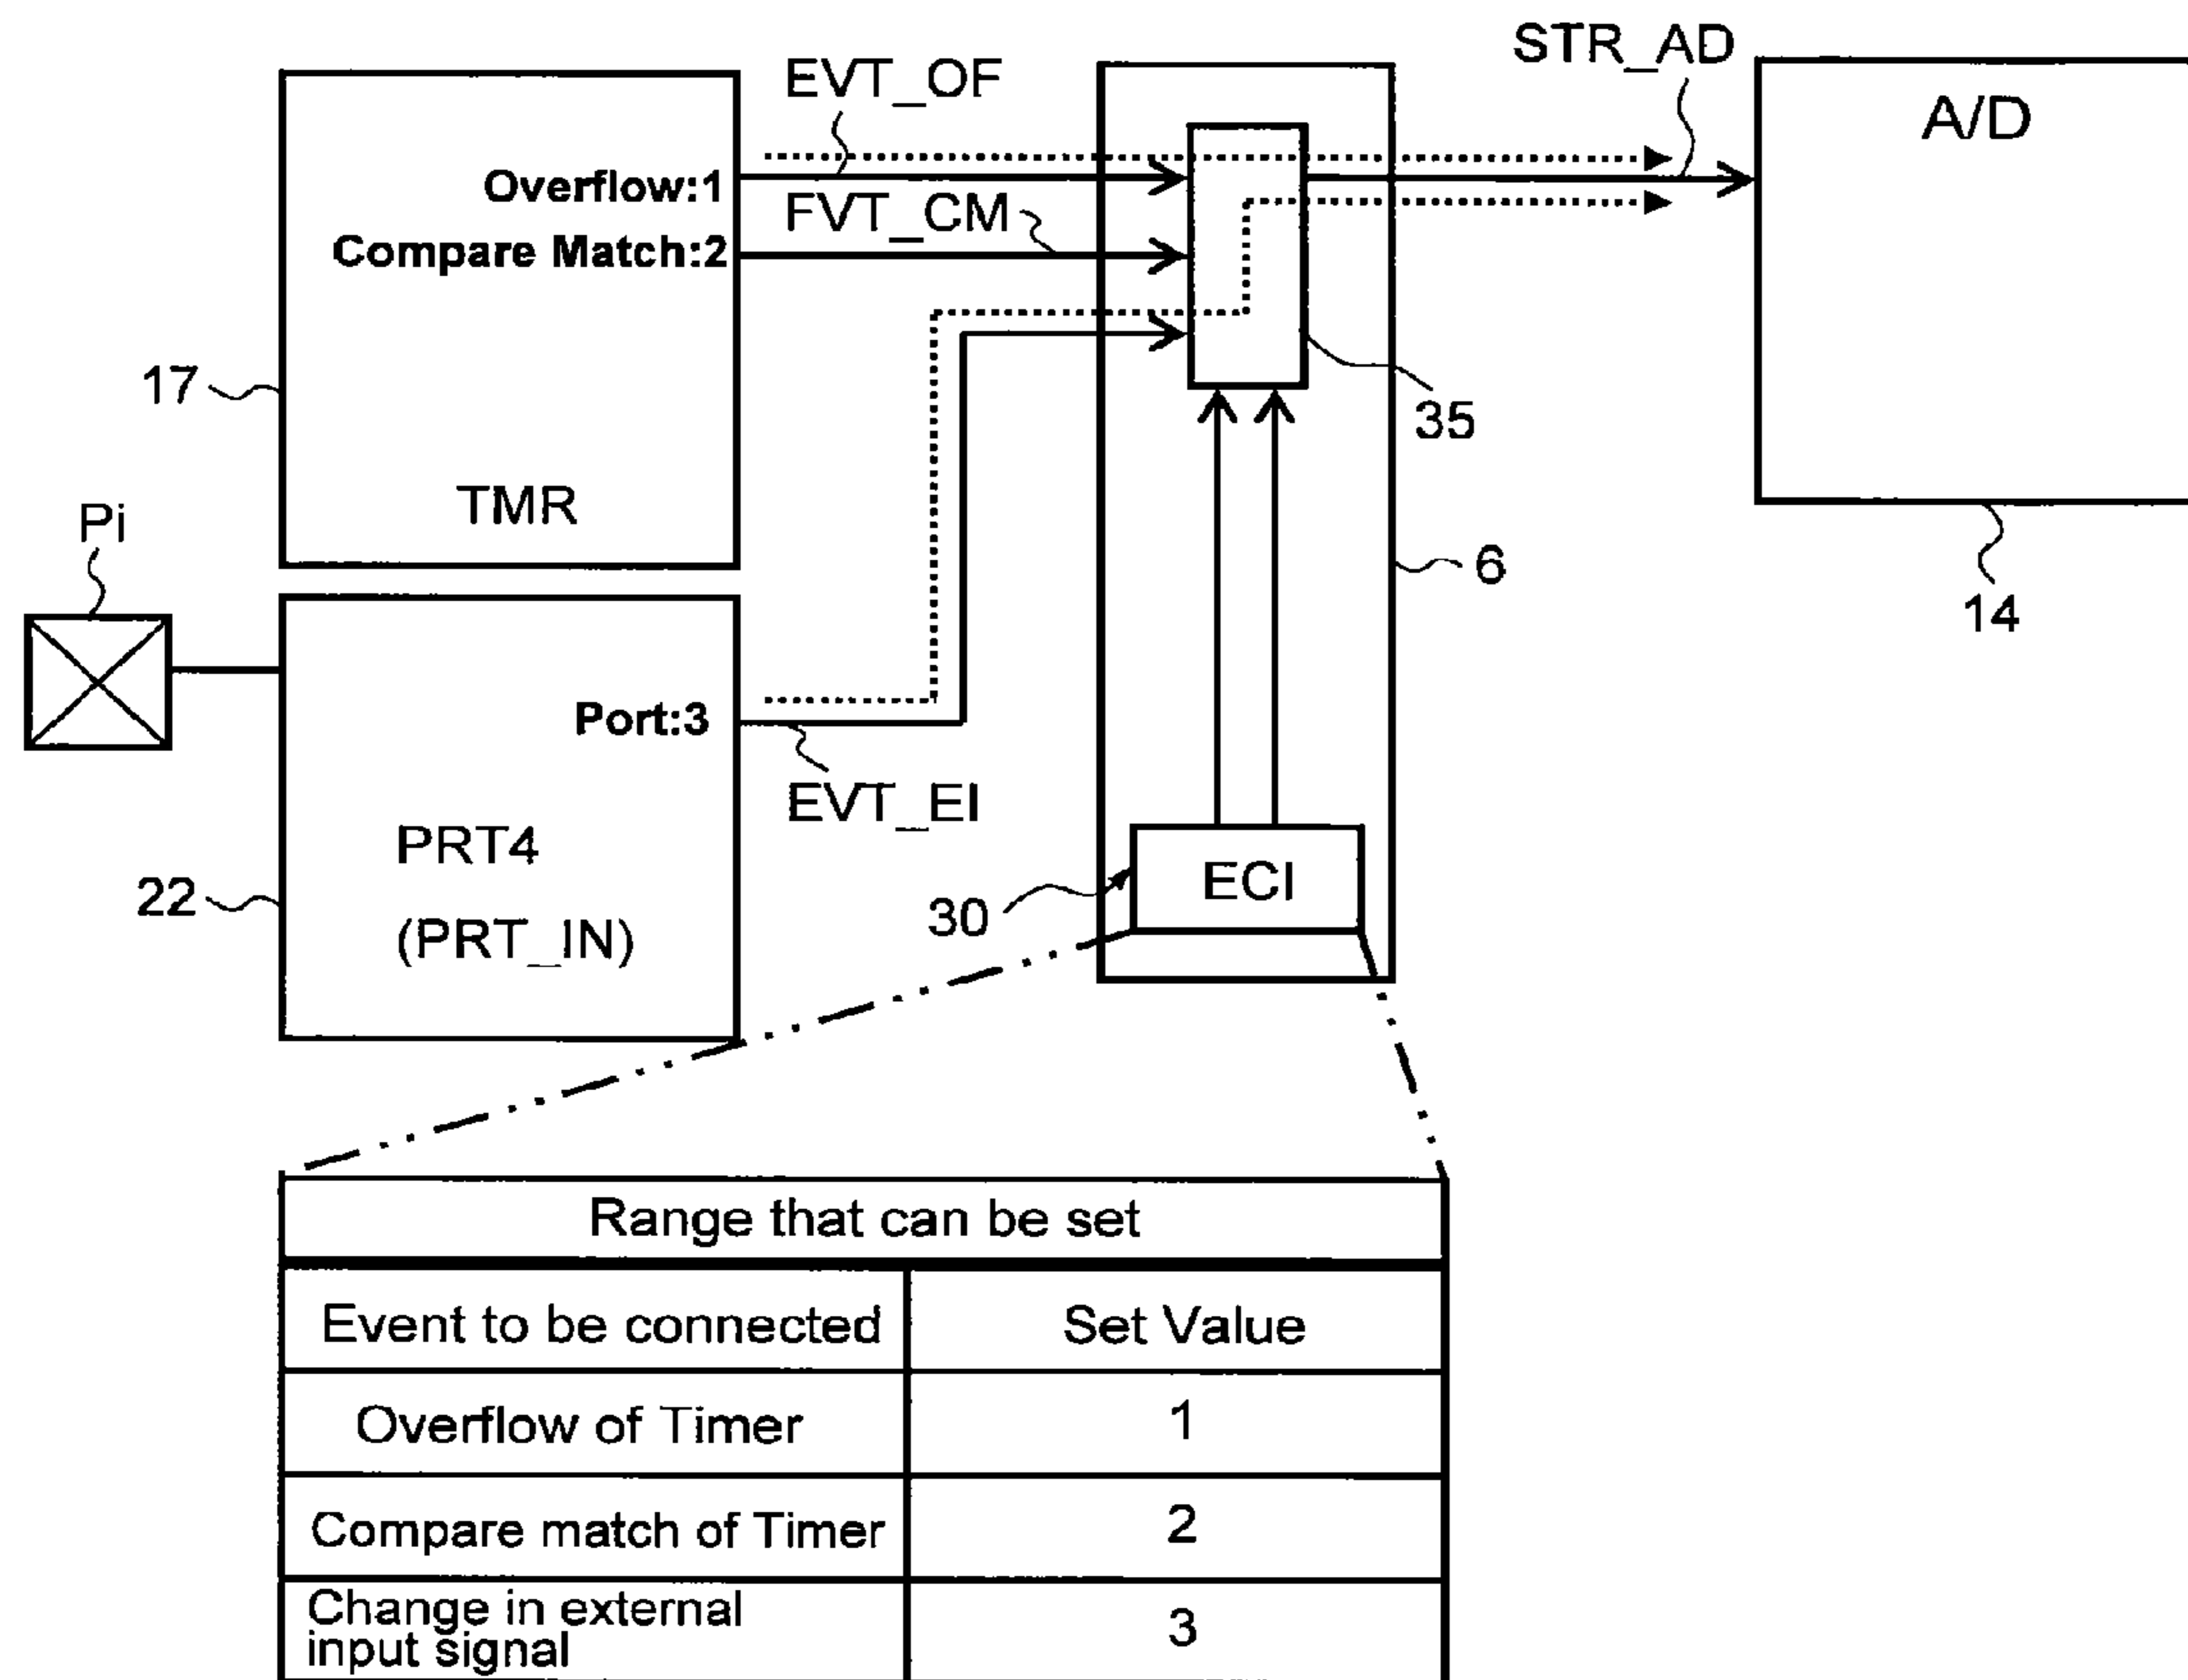 STR_AD
EVT_OF
A/D
Overflow:1
FVT_CM
Compare Match:2
17
35
TMR
Pi
6
14
Port:3
EVT_EI
PRT4
ECI
22
30
(PRT_IN)
Range that can be set
Event to be connected Set Value
Overflow of Timer 1
Compare match of Timer 2
Change in external
input signal 3